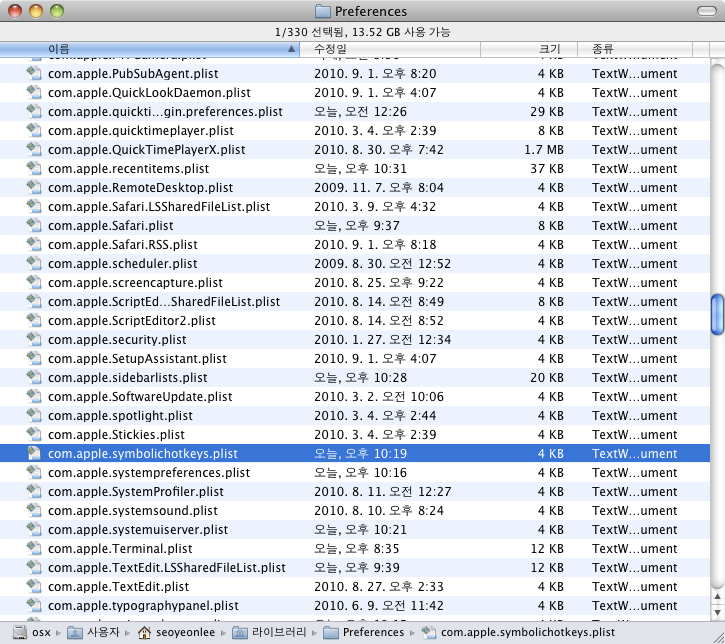 Preferences
1/330 선택됨, 13.52 GB 사용 가능
이름 수정일 크기 종류
com.apple.PubSubAgent.plist 2010. 9. 1. 오후 8:20 4 KB TextW...ument
com.apple.QuickLookDaemon.plist 2010. 9. 1. 오후 4:07 4 KB TextW...ument
com.apple.quickti...gin.preferences.plist 오늘, 오전 12:26 29 KB TextW...ument
com.apple.quicktimeplayer.plist 2010. 3. 4. 오후 2:39 8 KB TextW...ument
com.apple.QuickTimePlayerX.plist 2010. 8. 30. 오후 7:42 1.7 MB TextW...ument
com.apple.recentitems.plist 오늘, 오후 10:31 37 KB TextW...ument
com.apple.RemoteDesktop.plist 2009. 11. 7. 오후 8:04 4 KB TextW...ument
com.apple.Safari.LSSharedFileList.plist 2010. 3. 9. 오후 4:32 4 KB TextW...ument
com.apple.Safari.plist 오늘, 오후 9:37 8 KB TextW...ument
com.apple.Safari.RSS.plist 2010. 9. 1. 오후 8:18 4 KB TextW...ument
com.apple.scheduler.plist 2009. 8. 30. 오전 12:52 4 KB TextW...ument
com.apple.screencapture.plist 2010. 8. 25. 오후 9:22 4 KB TextW...ument
com.apple.ScriptEd...SharedFileList.plist 2010. 8. 14. 오전 8:49 8 KB TextW...ument
com.apple.ScriptEditor2.plist 2010. 8. 14. 오후 8:52 4 KB TextW...ument
com.apple.security.plist 2010. 1. 27. 오전 12:34 4 KB TextW...ument
com.apple.SetupAssistant.plist 2010. 9. 1. 오후 4:07 4 KB TextW...ument
com.apple.sidebarlists.plist 오늘, 오후 10:28 20 KB TextW...ument
com.apple.SoftwareUpdate.plist 2010. 3. 2. 오전 10:06 4 KB TextW...ument
com.apple.spotlight.plist 2010. 3. 4. 오후 2:44 4 KB TextW...ument
com.apple.Stickies.plist 2010. 3. 4. 오후 2:39 4 KB TextW...ument
com.apple.symbolichotkeys.plist 오늘, 오후 10:19 4 KB TextW...ument
com.apple.systempreferences.plist 오늘, 오후 10:16 4 KB TextW...ument
com.apple.SystemProfiler.plist 2010. 8. 11. 오전 12:27 4 KB TextW...ument
com.apple.systemsound.plist 2010. 8. 10. 오후 8:24 4 KB TextW...ument
com.apple.systemuiserver.plist 오늘, 오후 10:21 4 KB TextW...ument
com.apple.Terminal.plist 오늘, 오후 8:35 12 KB TextW...ument
com.apple.TextEdit.LSSharedFileList.plist 오늘, 오후 9:39 12 KB TextW...ument
com.apple.TextEdit.plist 2010. 8. 27. 오후 2:33 4 KB TextW...ument
com.apple.typographypanel.plist 2010. 6. 9. 오전 11:42 4 KB TextW...ument
osx 사용자 seoyeonlee 라이브러리 Preferences com.apple.symbolichotkeys.plist